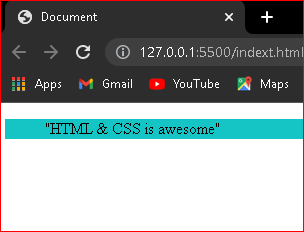 Document
127.0.0.1:5500/indext.html
Apps Gmail YouTube Maps
"HTML & CSS is awesome"